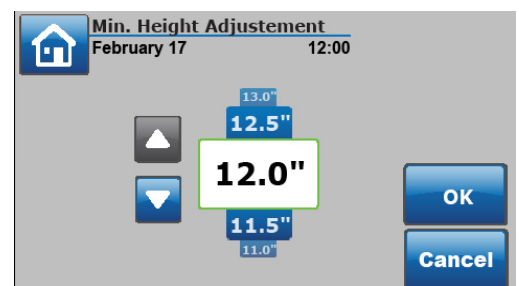 Min. Height Adjustement
February 17 12:00
13.0"
12.5"
12.0"
11.5"
11.0"
OK
Cancel